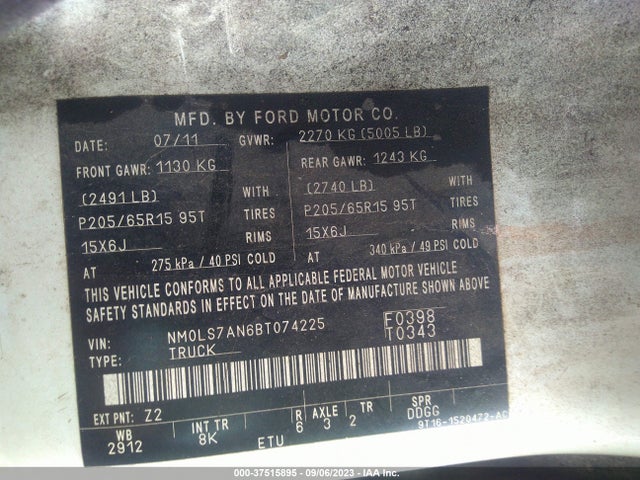 MFD. BY FORD MOTOR CO.
DATE: 07/11 GVWR: 2270 KG (5005 LB)
FRONT GAWR: 1130 KG REAR GAWR: 1243 KG
(2491 LB) WITH (2740 LB) WITH
P205/65R15 95T TIRES P205/65R15 95T TIRES
15X6J RIMS 15X6J RIMS
AT 275 kPa / 40 PSI COLD AT 340 kPa / 49 PSI COLD
THIS VEHICLE CONFORMS TO ALL APPLICABLE FEDERAL MOTOR VEHICLE
SAFETY STANDARDS IN EFFECT ON THE DATE OF MANUFACTURE SHOWN ABOVE.
VIN: NM0LS7AN6BT074225 F0398
TYPE: TRUCK T0343
EXT PNT: Z2
WB INT TR R AXLE TR SPR
2912 8K 6 3 2 DDGG
ETU 9T16-1520472-AC
000-37515895 - 09/06/2023 - IAA Inc.